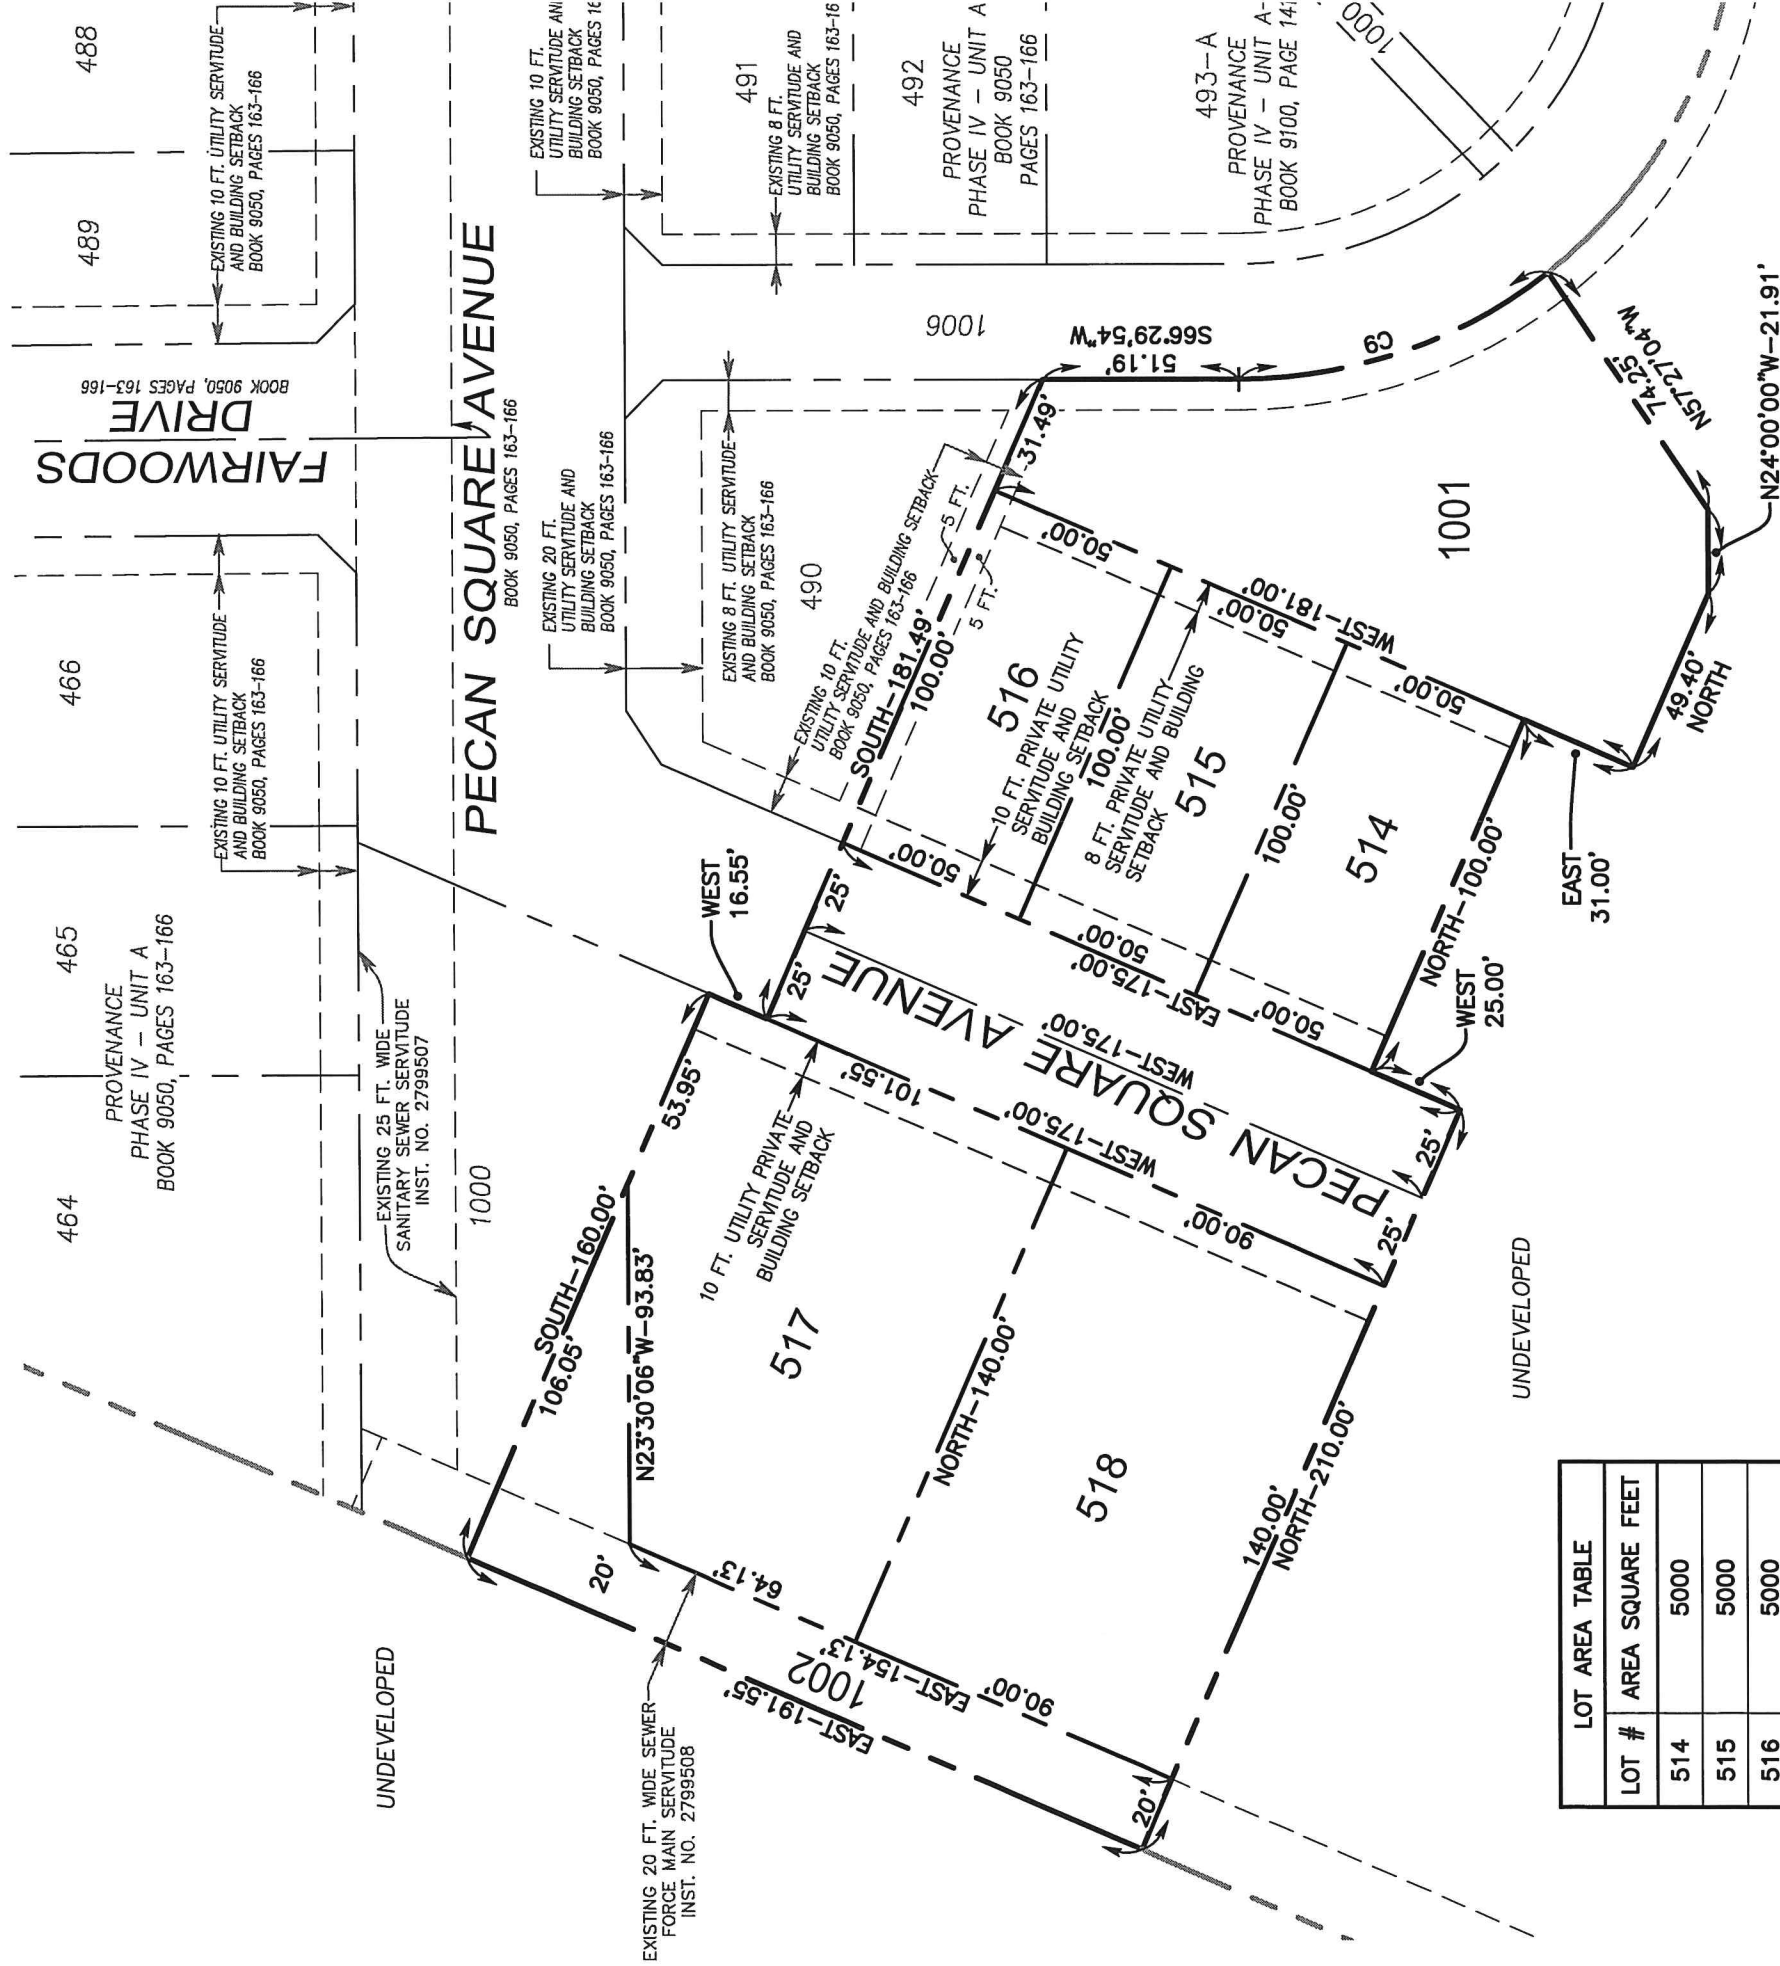 488
EXISTING 10 FT. UTILITY SERVITUDE
AND BUILDING SETBACK
BOOK 9050, PAGES 163-166
489
FAIRWOODS
DRIVE
BOOK 9050, PAGES 163-166
466
EXISTING 10 FT. UTILITY SERVITUDE
AND BUILDING SETBACK
BOOK 9050, PAGES 163-166
465
PROVENANCE
PHASE IV - UNIT A
BOOK 9050, PAGES 163-166
464
EXISTING 25 FT. WIDE
SANITARY SEWER SERVITUDE
INST. NO. 2799507
1000
PECAN SQUARE AVENUE
BOOK 9050, PAGES 163-166
EXISTING 10 FT.
UTILITY SERVITUDE AN
BUILDING SETBACK
BOOK 9050, PAGES 16
491
EXISTING 8 FT.
UTILITY SERVITUDE AND
BUILDING SETBACK
BOOK 9050, PAGES 163-16
492
PROVENANCE
PHASE IV - UNIT A
BOOK 9050
PAGES 163-166
493-A
PROVENANCE
PHASE IV - UNIT A-
BOOK 9100, PAGE 141
1000
1006
S66°29'54"W
51.19'
C9
EXISTING 20 FT.
UTILITY SERVITUDE AND
BUILDING SETBACK
BOOK 9050, PAGES 163-166
EXISTING 8 FT. UTILITY SERVITUDE
AND BUILDING SETBACK
BOOK 9050, PAGES 163-166
490
EXISTING 10 FT.
UTILITY SERVITUDE AND BUILDING SETBACK
BOOK 9050, PAGES 163-166
5 FT.
5 FT.
31.49'
SOUTH-181.49'
100.00'
516
10 FT. PRIVATE UTILITY
SERVITUDE AND
BUILDING SETBACK
50.00'
50.00'
100.00'
8 FT. PRIVATE UTILITY
SERVITUDE AND BUILDING
SETBACK
515
50.00'
WEST-181.00'
50.00'
EAST-175.00'
100.00'
514
50.00'
50.00'
NORTH-100.00'
1001
74.25'
N57°27'04"W
N24°00'00"W-21.91'
49.40'
NORTH
EAST
31.00'
WEST
25.00'
WEST
16.55'
25'
25'
PECAN SQUARE AVENUE
WEST-175.00'
25'
25'
WEST-175.00'
101.55'
90.00'
53.95'
SOUTH-160.00'
106.05'
N23°30'06"W-93.83'
10 FT. UTILITY PRIVATE
SERVITUDE AND
BUILDING SETBACK
517
NORTH-140.00'
518
140.00'
NORTH-210.00'
20'
64.13'
EAST-154.13'
90.00'
1002
EAST-191.55'
20'
EXISTING 20 FT. WIDE SEWER
FORCE MAIN SERVITUDE
INST. NO. 2799508
UNDEVELOPED
UNDEVELOPED
LOT AREA TABLE
LOT # AREA SQUARE FEET
514 5000
515 5000
516 5000